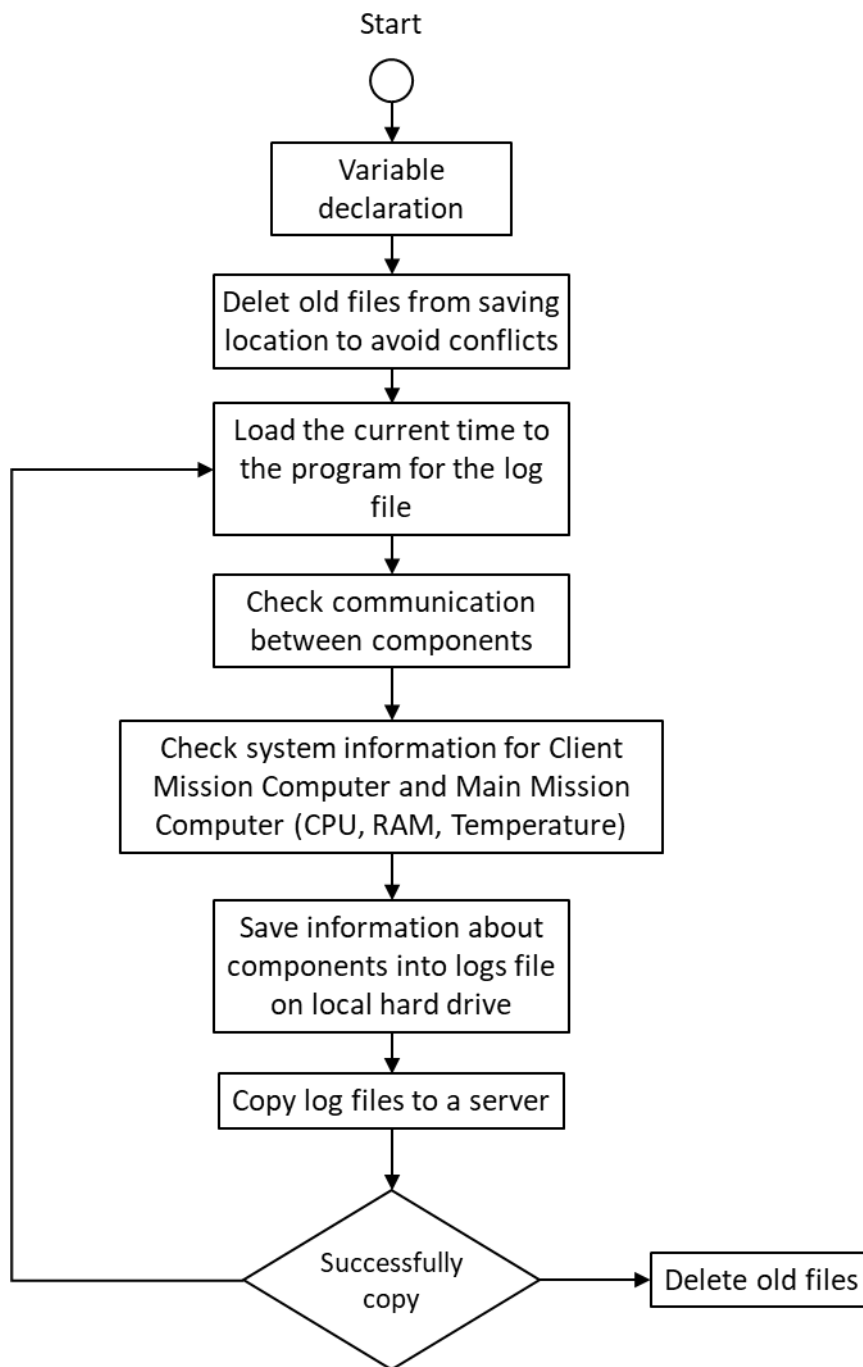 Start
Variable
declaration
Delet old files from saving
location to avoid conflicts
Load the current time to
the program for the log
file
Check communication
between components
Check system information for Client
Mission Computer and Main Mission
Computer (CPU, RAM, Temperature)
Save information about
components into logs file
on local hard drive
Copy log files to a server
Successfully
copy
Delete old files